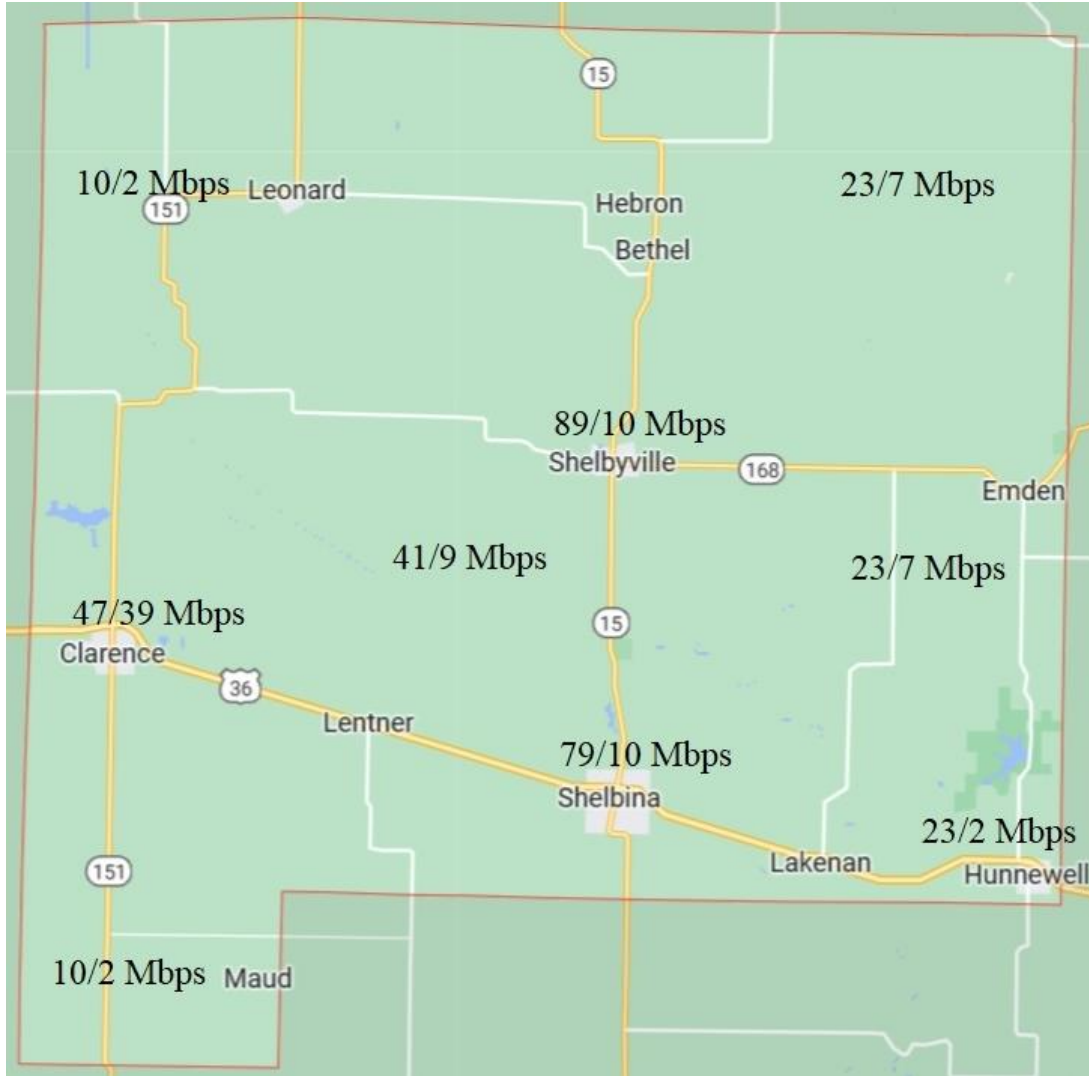 15
10/2 Mbps
Leonard
23/7 Mbps
151
Hebron
Bethel
89/10 Mbps
Shelbyville
168
Emden
41/9 Mbps
23/7 Mbps
47/39 Mbps
15
Clarence
36
Lentner
79/10 Mbps
Shelbina
23/2 Mbps
Lakenan
Hunnewell
151
10/2 Mbps
Maud